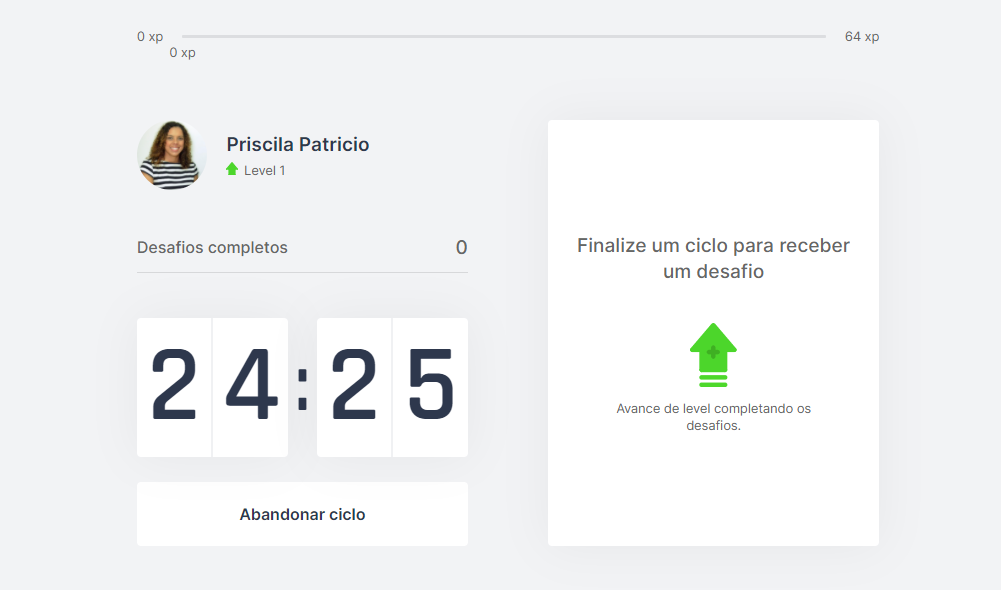 0 xp
64 xp
0 xp
Priscila Patricio
Level 1
Desafios completos 0
24:25
Abandonar ciclo
Finalize um ciclo para receber
um desafio
Avance de level completando os
desafios.